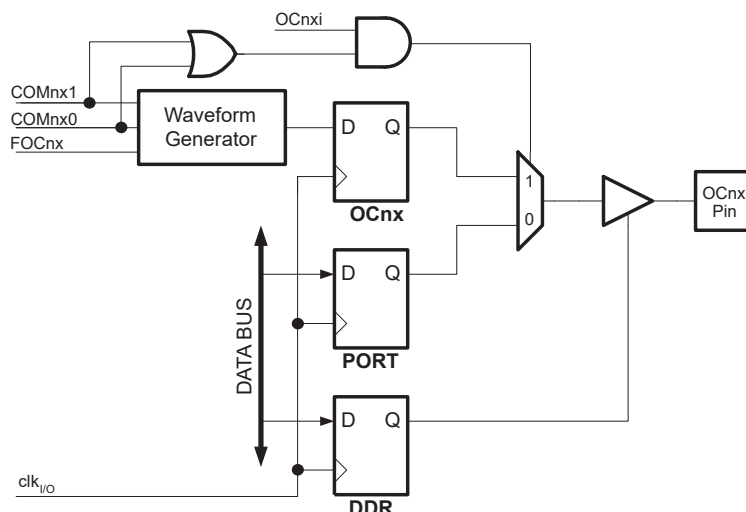 OCnxi
COMnx1
COMnx0
FOCnx
Waveform
Generator
D Q
OCnx
1
0
OCnx
Pin
DATA BUS
D Q
PORT
D Q
DDR
clkI/O